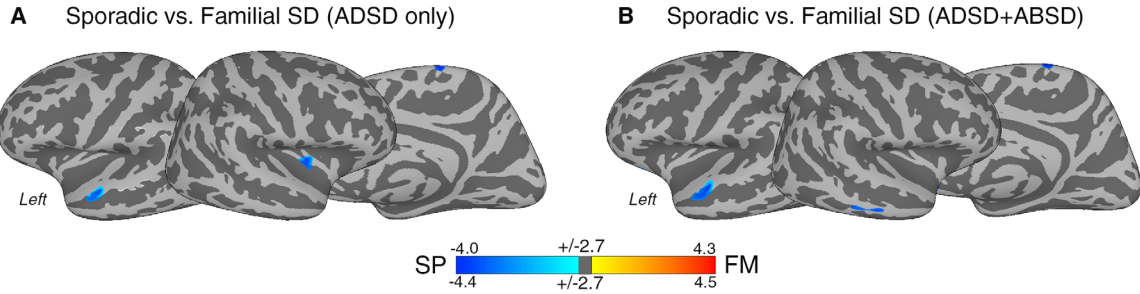 A Sporadic vs. Familial SD (ADSD only)
B Sporadic vs. Familial SD (ADSD+ABSD)
Left
Left
-4.0 +/-2.7 4.3
SP FM
-4.4 +/-2.7 4.5